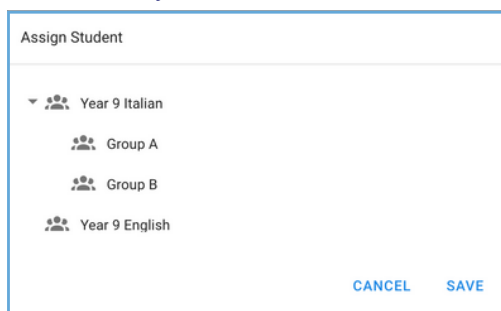 Assign Student
Year 9 Italian
Group A
Group B
Year 9 English
CANCEL SAVE